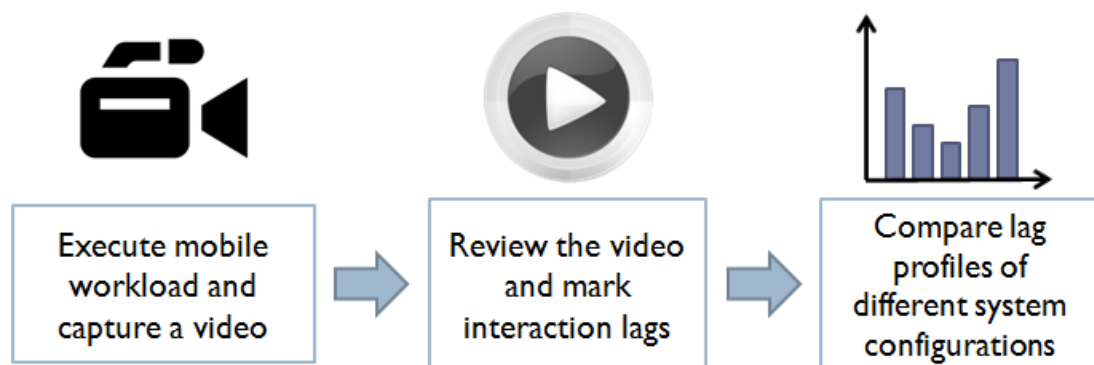 Execute mobile
workload and
capture a video
Review the video
and mark
interaction lags
Compare lag
profiles of
different system
configurations